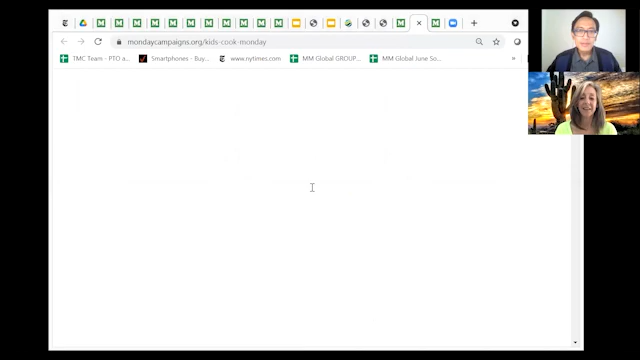 mondaycampaigns.org/kids-cook-monday
TMC Team - PTO a...
Smartphones - Buy...
www.nytimes.com
MM Global GROUP...
MM Global June So...
»